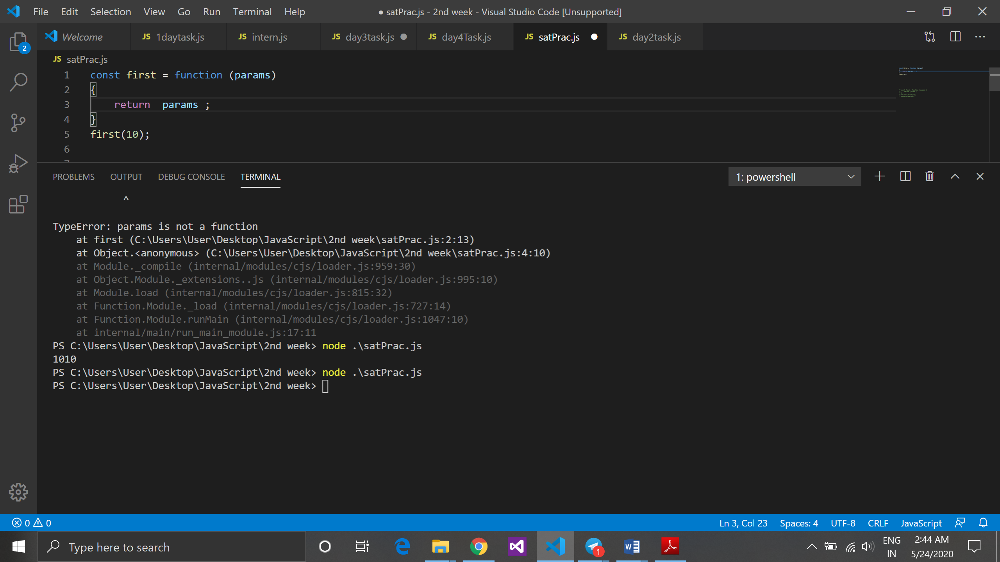 File Edit Selection View Go Run Terminal Help ● satPrac.js - 2nd week - Visual Studio Code [Unsupported]
Welcome JS 1daytask.js JS intern.js JS day3task.js JS day4Task.js JS satPrac.js JS day2task.js
2
JS satPrac.js
1 const first = function (params)
2 {
3 return  params ;
4 }
5 first(10);
6
PROBLEMS OUTPUT DEBUG CONSOLE TERMINAL 1: powershell
^
TypeError: params is not a function
at first (C:\Users\User\Desktop\JavaScript\2nd week\satPrac.js:2:13)
at Object.<anonymous> (C:\Users\User\Desktop\JavaScript\2nd week\satPrac.js:4:10)
at Module._compile (internal/modules/cjs/loader.js:959:30)
at Object.Module._extensions..js (internal/modules/cjs/loader.js:995:10)
at Module.load (internal/modules/cjs/loader.js:815:32)
at Function.Module._load (internal/modules/cjs/loader.js:727:14)
at Function.Module.runMain (internal/modules/cjs/loader.js:1047:10)
at internal/main/run_main_module.js:17:11
PS C:\Users\User\Desktop\JavaScript\2nd week> node .\satPrac.js
1010
PS C:\Users\User\Desktop\JavaScript\2nd week> node .\satPrac.js
PS C:\Users\User\Desktop\JavaScript\2nd week>
0 0 Ln 3, Col 23 Spaces: 4 UTF-8 CRLF JavaScript
Type here to search 1 ENG 2:44 AM
IN 5/24/2020